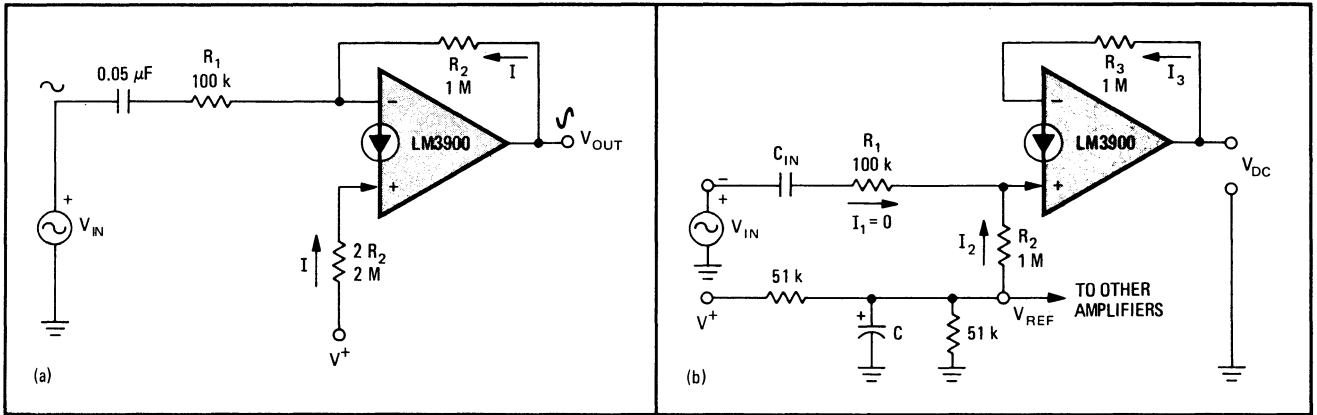 0.05 μF
R1
100 k
R2
1 M
I
−
LM3900
+
VOUT
+
VIN
I
2 R2
2 M
V+
(a)
R3
1 M
I3
−
LM3900
+
VDC
CIN
R1
100 k
I1 = 0
−
+
VIN
I2
R2
1 M
51 k
V+
+
C
51 k
VREF
TO OTHER
AMPLIFIERS
(b)